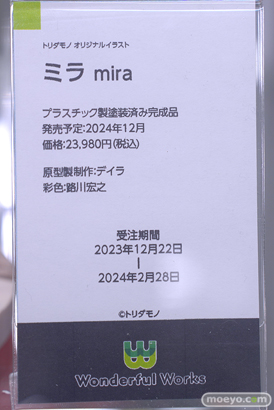 トリダモノ オリジナルイラスト
ミラ mira
プラスチック製塗装済み完成品
発売予定:2024年12月
価格:23,980円(税込)
原型製制作:デイラ
彩色:路川宏之
受注期間
2023年12月22日
|
2024年2月28日
©トリダモノ
Wonderful Works
moeyo.com